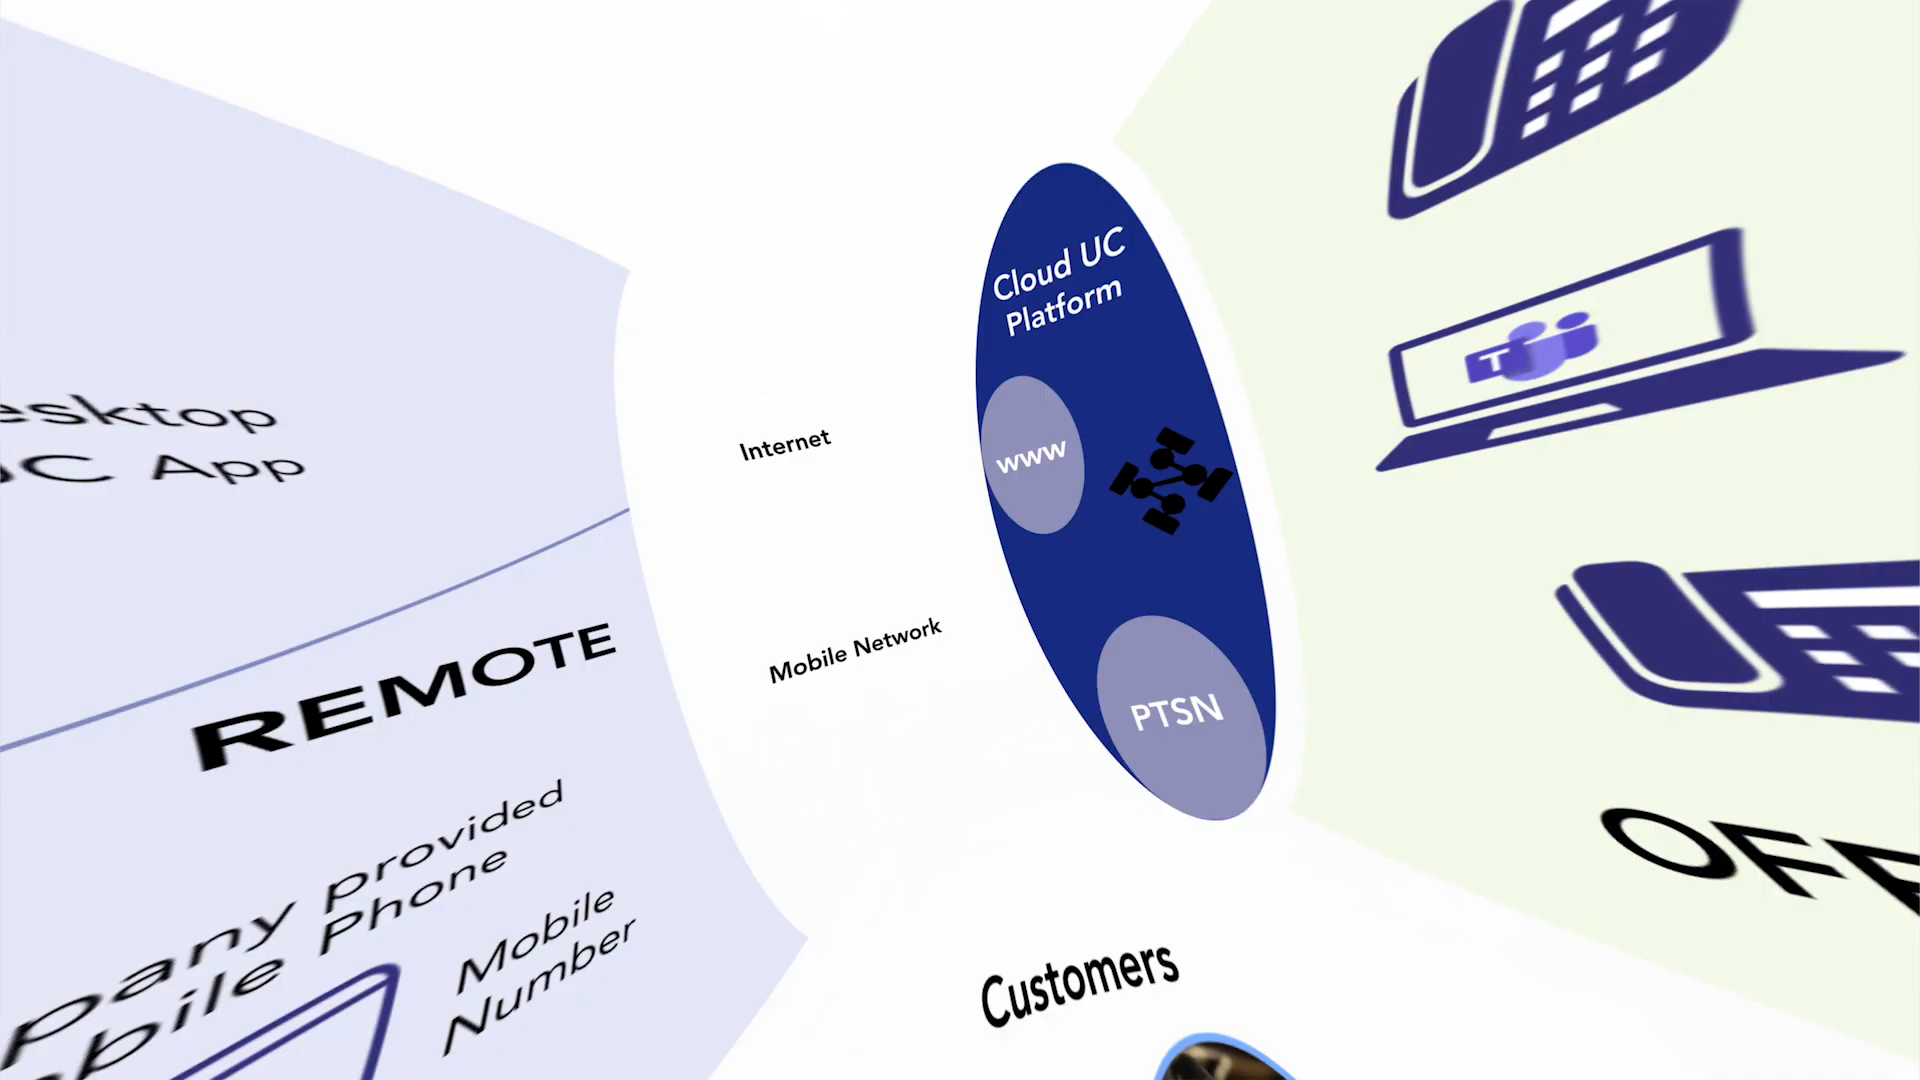 esktop
UC App
REMOTE
pany provided
bile Phone
Mobile
Number
Internet
Mobile Network
Cloud UC
Platform
www
PTSN
Customers
T
OFF